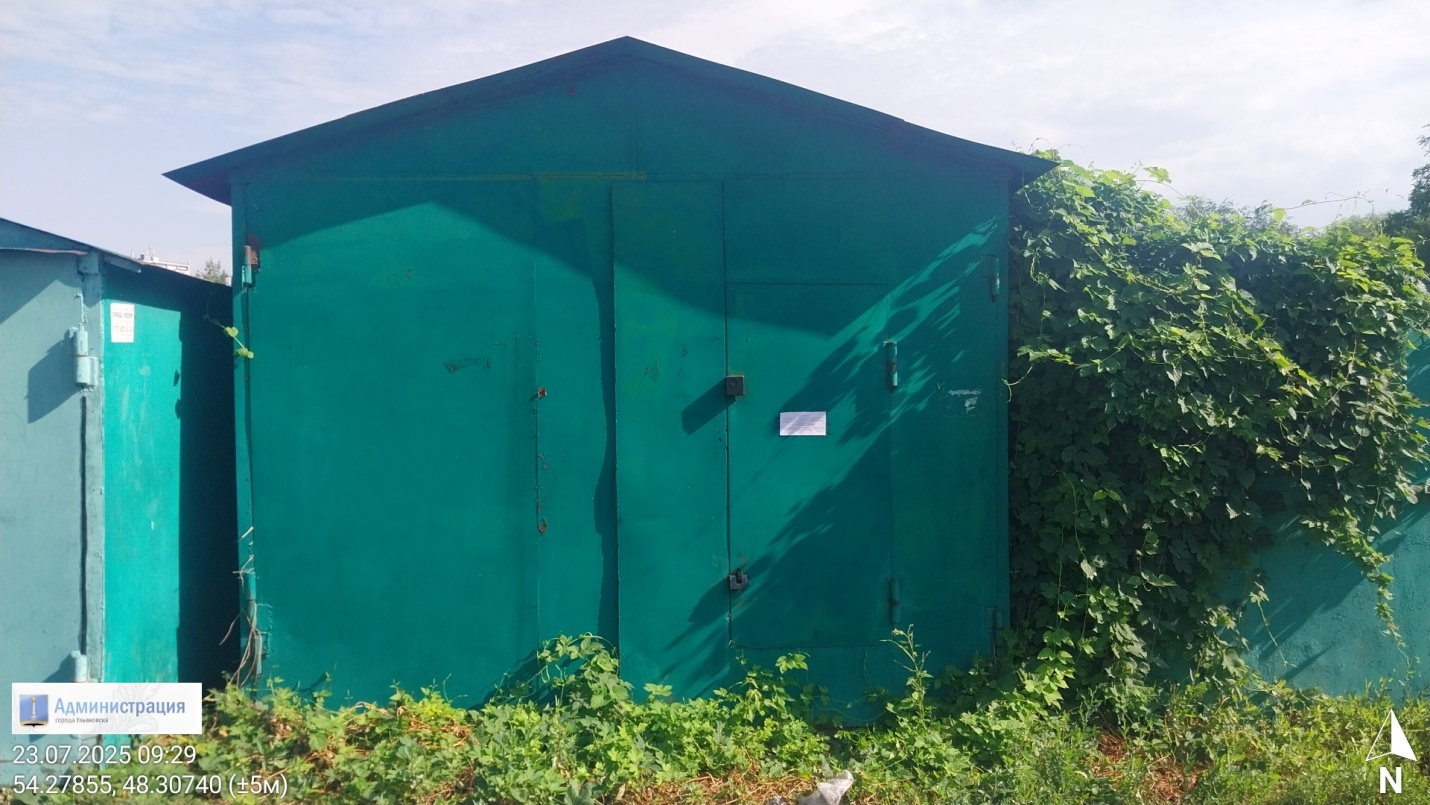 Администрация
города Ульяновска
23.07.2025 09:29
54.27855, 48.30740 (±5м)
N